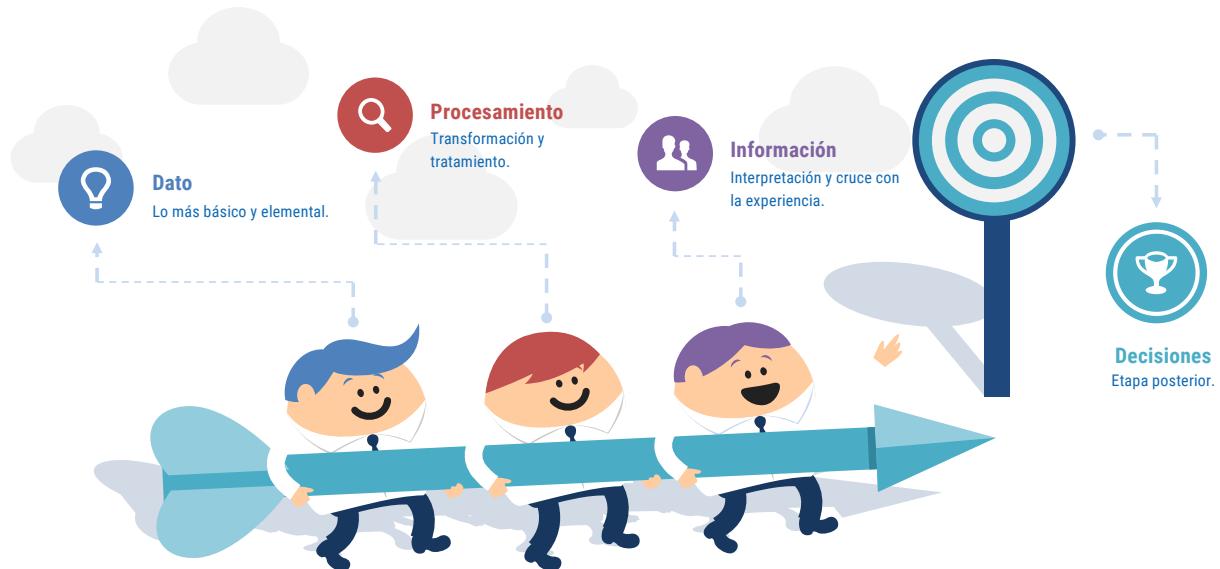 Dato
Lo más básico y elemental.
Procesamiento
Transformación y
tratamiento.
Información
Interpretación y cruce con
la experiencia.
Decisiones
Etapa posterior.